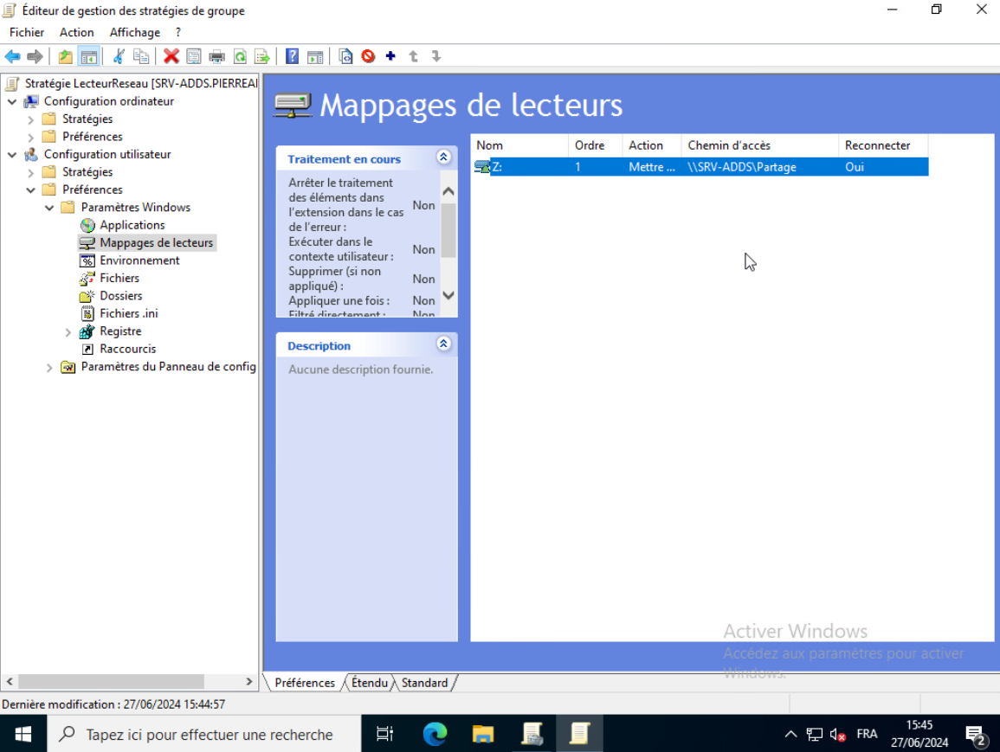 Éditeur de gestion des stratégies de groupe
Fichier Action Affichage ?
Stratégie LecteurReseau [SRV-ADDS.PIERREAI
Configuration ordinateur
Stratégies
Préférences
Configuration utilisateur
Stratégies
Préférences
Paramètres Windows
Applications
Mappages de lecteurs
Environnement
Fichiers
Dossiers
Fichiers .ini
Registre
Raccourcis
Paramètres du Panneau de config
Mappages de lecteurs
Traitement en cours
Arrêter le traitement
des éléments dans
l'extension dans le cas
de l'erreur : Non
Exécuter dans le
contexte utilisateur : Non
Supprimer (si non
appliqué) : Non
Appliquer une fois : Non
Filtré directement : Non
Description
Aucune description fournie.
Nom Ordre Action Chemin d'accès Reconnecter
Z: 1 Mettre ... \\SRV-ADDS\Partage Oui
Activer Windows
Accédez aux paramètres pour activer
Windows.
Préférences Étendu Standard
Dernière modification : 27/06/2024 15:44:57
Tapez ici pour effectuer une recherche
FRA
15:45
27/06/2024
2